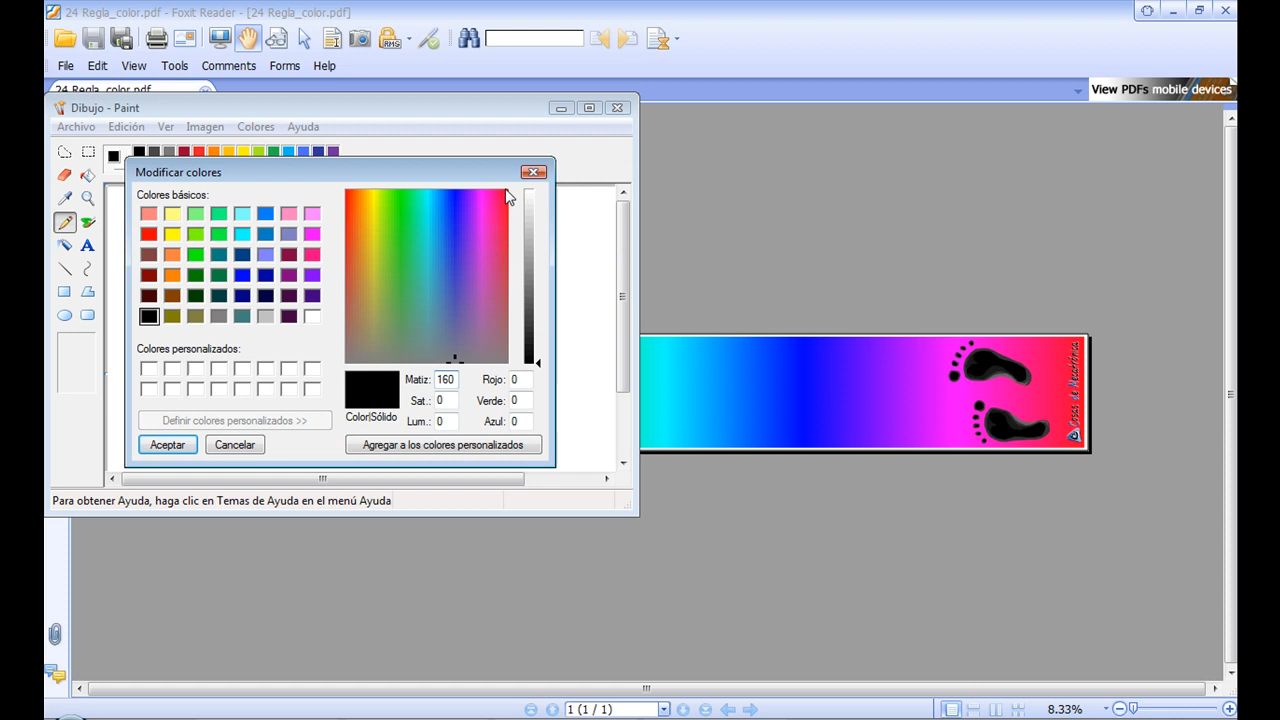 24 Regla_color.pdf - Foxit Reader - [24 Regla_color.pdf]
File Edit View Tools Comments Forms Help
24 Regla_color.pdf
View PDFs mobile devices
Dibujo - Paint
Archivo Edición Ver Imagen Colores Ayuda
Modificar colores
Colores básicos:
Colores personalizados:
Definir colores personalizados >>
Aceptar Cancelar
Color|Sólido
Matiz: 160 Rojo: 0
Sat.: 0 Verde: 0
Lum.: 0 Azul: 0
Agregar a los colores personalizados
Para obtener Ayuda, haga clic en Temas de Ayuda en el menú Ayuda
Cosas de Mecatrónica
1 (1 / 1)
8.33%